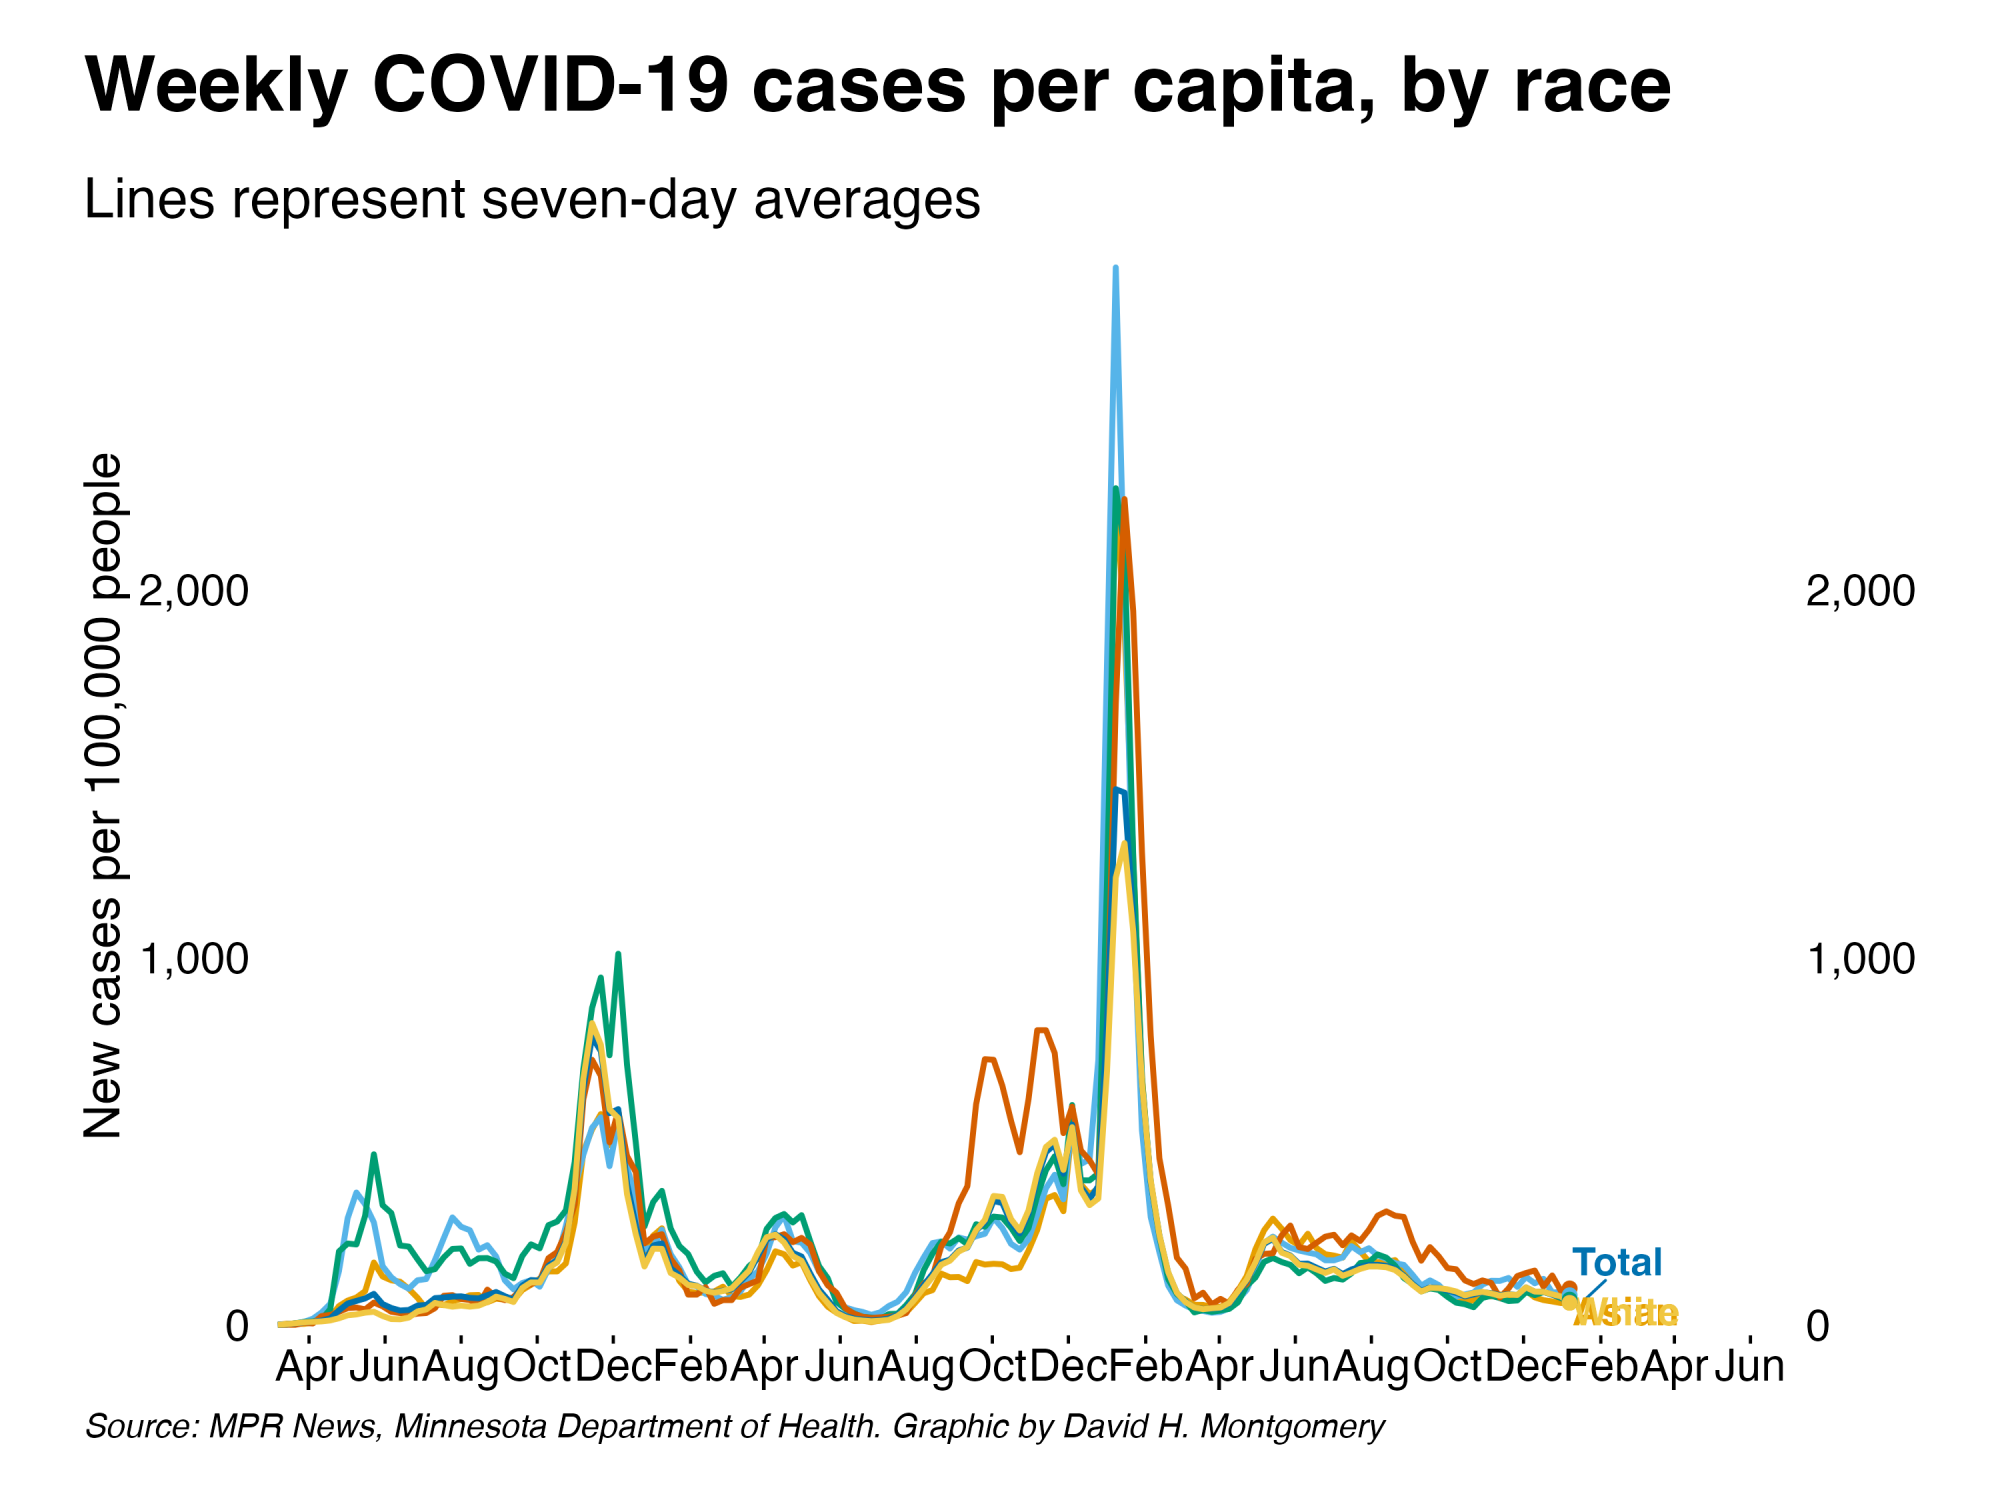 Weekly COVID-19 cases per capita, by race
Lines represent seven-day averages
New cases per 100,000 people
2,000
2,000
1,000
1,000
0
0
Total
White
Asian
Apr Jun Aug Oct Dec Feb Apr Jun Aug Oct Dec Feb Apr Jun Aug Oct Dec Feb Apr Jun
Source: MPR News, Minnesota Department of Health. Graphic by David H. Montgomery